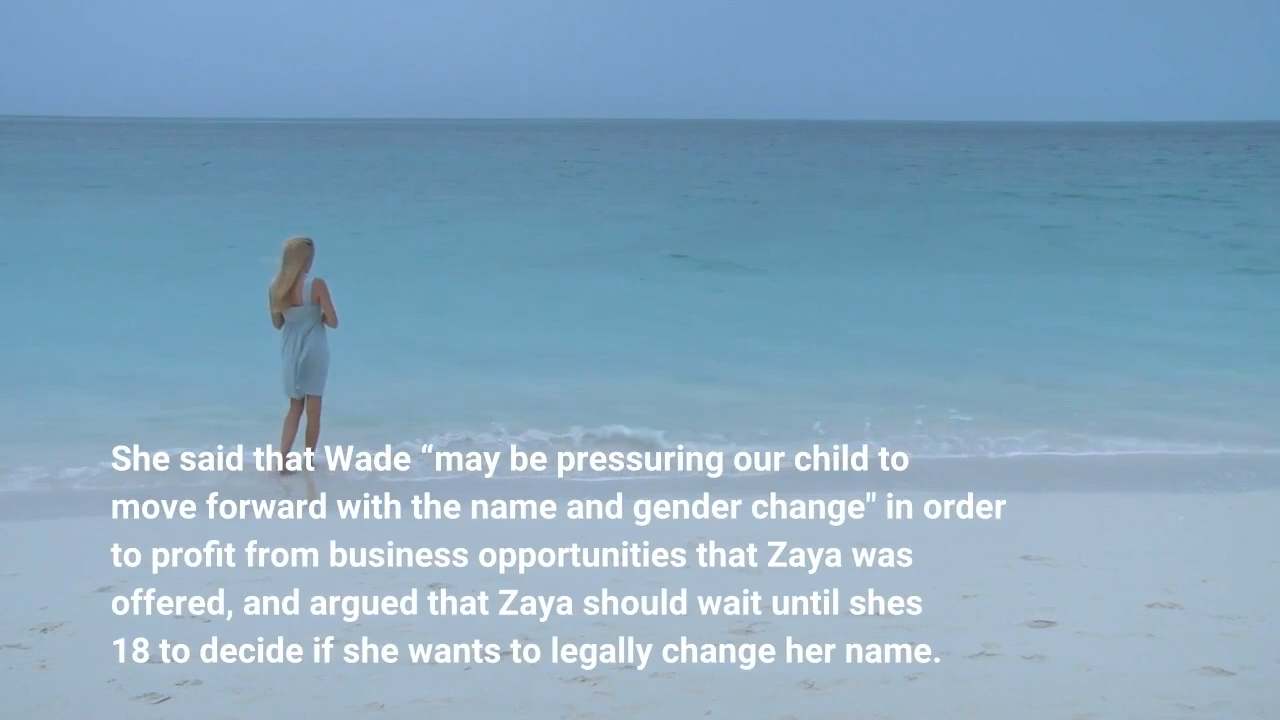 She said that Wade “may be pressuring our child to
move forward with the name and gender change" in order
to profit from business opportunities that Zaya was
offered, and argued that Zaya should wait until shes
18 to decide if she wants to legally change her name.